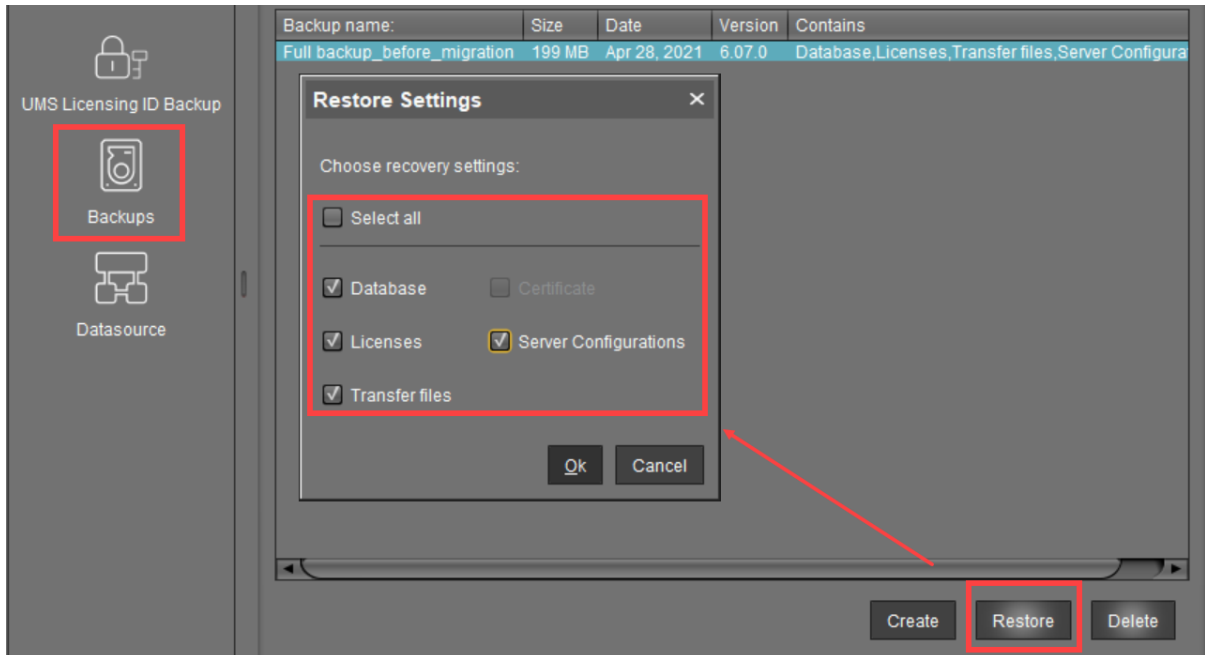 Backup name: Size Date Version Contains
Full backup_before_migration 199 MB Apr 28, 2021 6.07.0 Database,Licenses,Transfer files,Server Configura
UMS Licensing ID Backup
Backups
Datasource
Restore Settings
Choose recovery settings:
Select all
Database Certificate
Licenses Server Configurations
Transfer files
Ok Cancel
Create Restore Delete